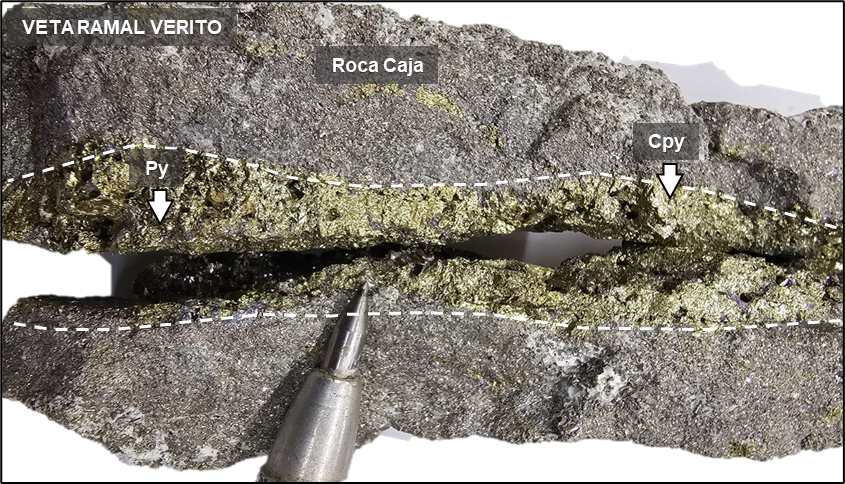 VETA RAMAL VERITO
Roca Caja
Cpy
Py